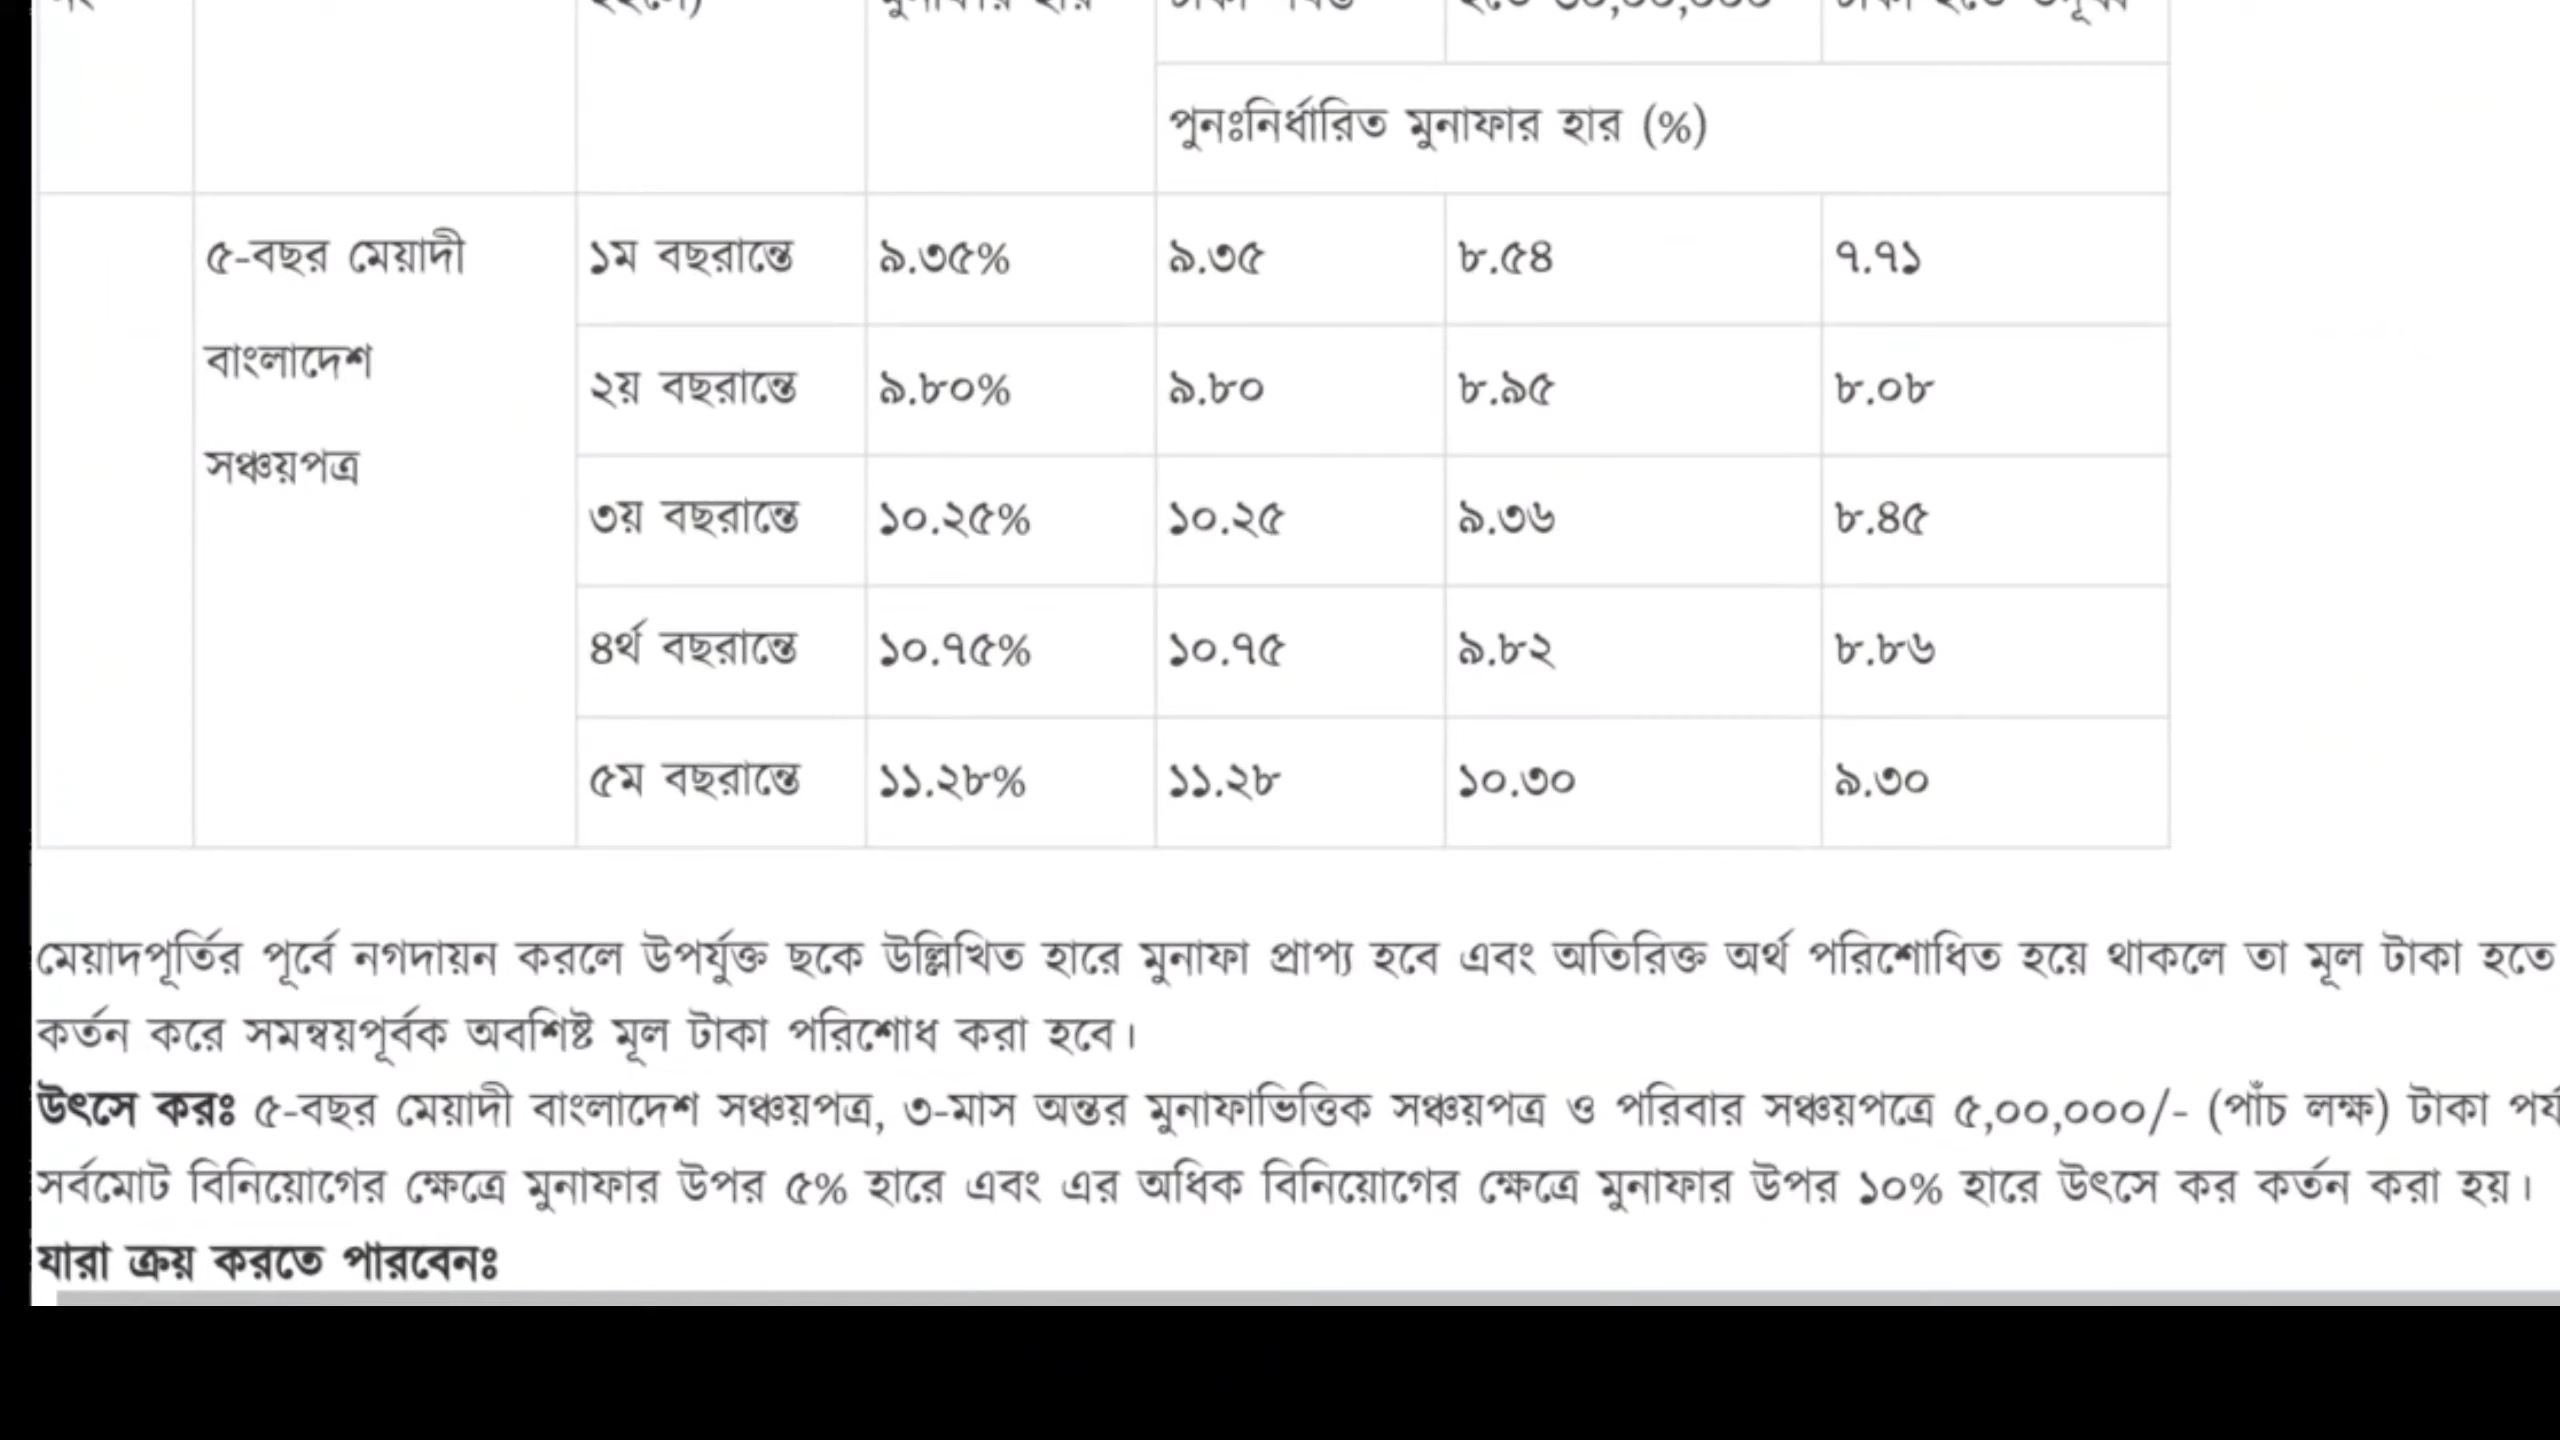 পুনঃনির্ধারিত মুনাফার হার (%)
৫-বছর মেয়াদী ১ম বছরান্তে ৯.৩৫% ৯.৩৫ ৮.৫৪ ৭.৭১
বাংলাদেশ ২য় বছরান্তে ৯.৮০% ৯.৮০ ৮.৯৫ ৮.০৮
সঞ্চয়পত্র
৩য় বছরান্তে ১০.২৫% ১০.২৫ ৯.৩৬ ৮.৪৫
৪র্থ বছরান্তে ১০.৭৫% ১০.৭৫ ৯.৮২ ৮.৮৬
৫ম বছরান্তে ১১.২৮% ১১.২৮ ১০.৩০ ৯.৩০
মেয়াদপূর্তির পূর্বে নগদায়ন করলে উপর্যুক্ত ছকে উল্লিখিত হারে মুনাফা প্রাপ্য হবে এবং অতিরিক্ত অর্থ পরিশোধিত হয়ে থাকলে তা মূল টাকা হতে
কর্তন করে সমন্বয়পূর্বক অবশিষ্ট মূল টাকা পরিশোধ করা হবে।
উৎসে করঃ ৫-বছর মেয়াদী বাংলাদেশ সঞ্চয়পত্র, ৩-মাস অন্তর মুনাফাভিত্তিক সঞ্চয়পত্র ও পরিবার সঞ্চয়পত্রে ৫,০০,০০০/- (পাঁচ লক্ষ) টাকা
সর্বমোট বিনিয়োগের ক্ষেত্রে মুনাফার উপর ৫% হারে এবং এর অধিক বিনিয়োগের ক্ষেত্রে মুনাফার উপর ১০% হারে উৎসে কর কর্তন করা হয়।
যারা ক্রয় করতে পারবেনঃ